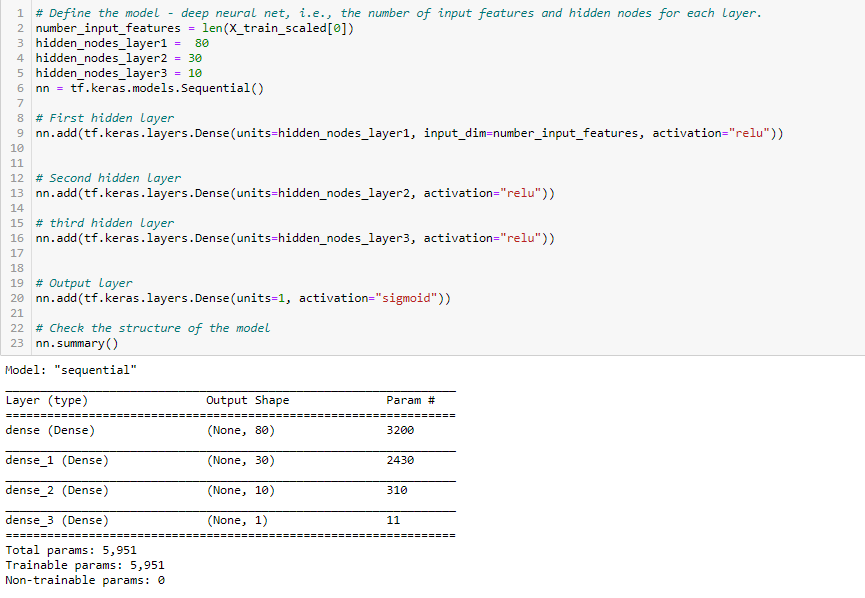 1 # Define the model - deep neural net, i.e., the number of input features and hidden nodes for each layer.
2 number_input_features = len(X_train_scaled[0])
3 hidden_nodes_layer1 =  80
4 hidden_nodes_layer2 = 30
5 hidden_nodes_layer3 = 10
6 nn = tf.keras.models.Sequential()
7
8 # First hidden layer
9 nn.add(tf.keras.layers.Dense(units=hidden_nodes_layer1, input_dim=number_input_features, activation="relu"))
10
11
12 # Second hidden layer
13 nn.add(tf.keras.layers.Dense(units=hidden_nodes_layer2, activation="relu"))
14
15 # third hidden layer
16 nn.add(tf.keras.layers.Dense(units=hidden_nodes_layer3, activation="relu"))
17
18
19 # Output layer
20 nn.add(tf.keras.layers.Dense(units=1, activation="sigmoid"))
21
22 # Check the structure of the model
23 nn.summary()
Model: "sequential"
_________________________________________________________________
Layer (type)                 Output Shape              Param #
=================================================================
dense (Dense)                (None, 80)                3200
_________________________________________________________________
dense_1 (Dense)              (None, 30)                2430
_________________________________________________________________
dense_2 (Dense)              (None, 10)                310
_________________________________________________________________
dense_3 (Dense)              (None, 1)                 11
=================================================================
Total params: 5,951
Trainable params: 5,951
Non-trainable params: 0